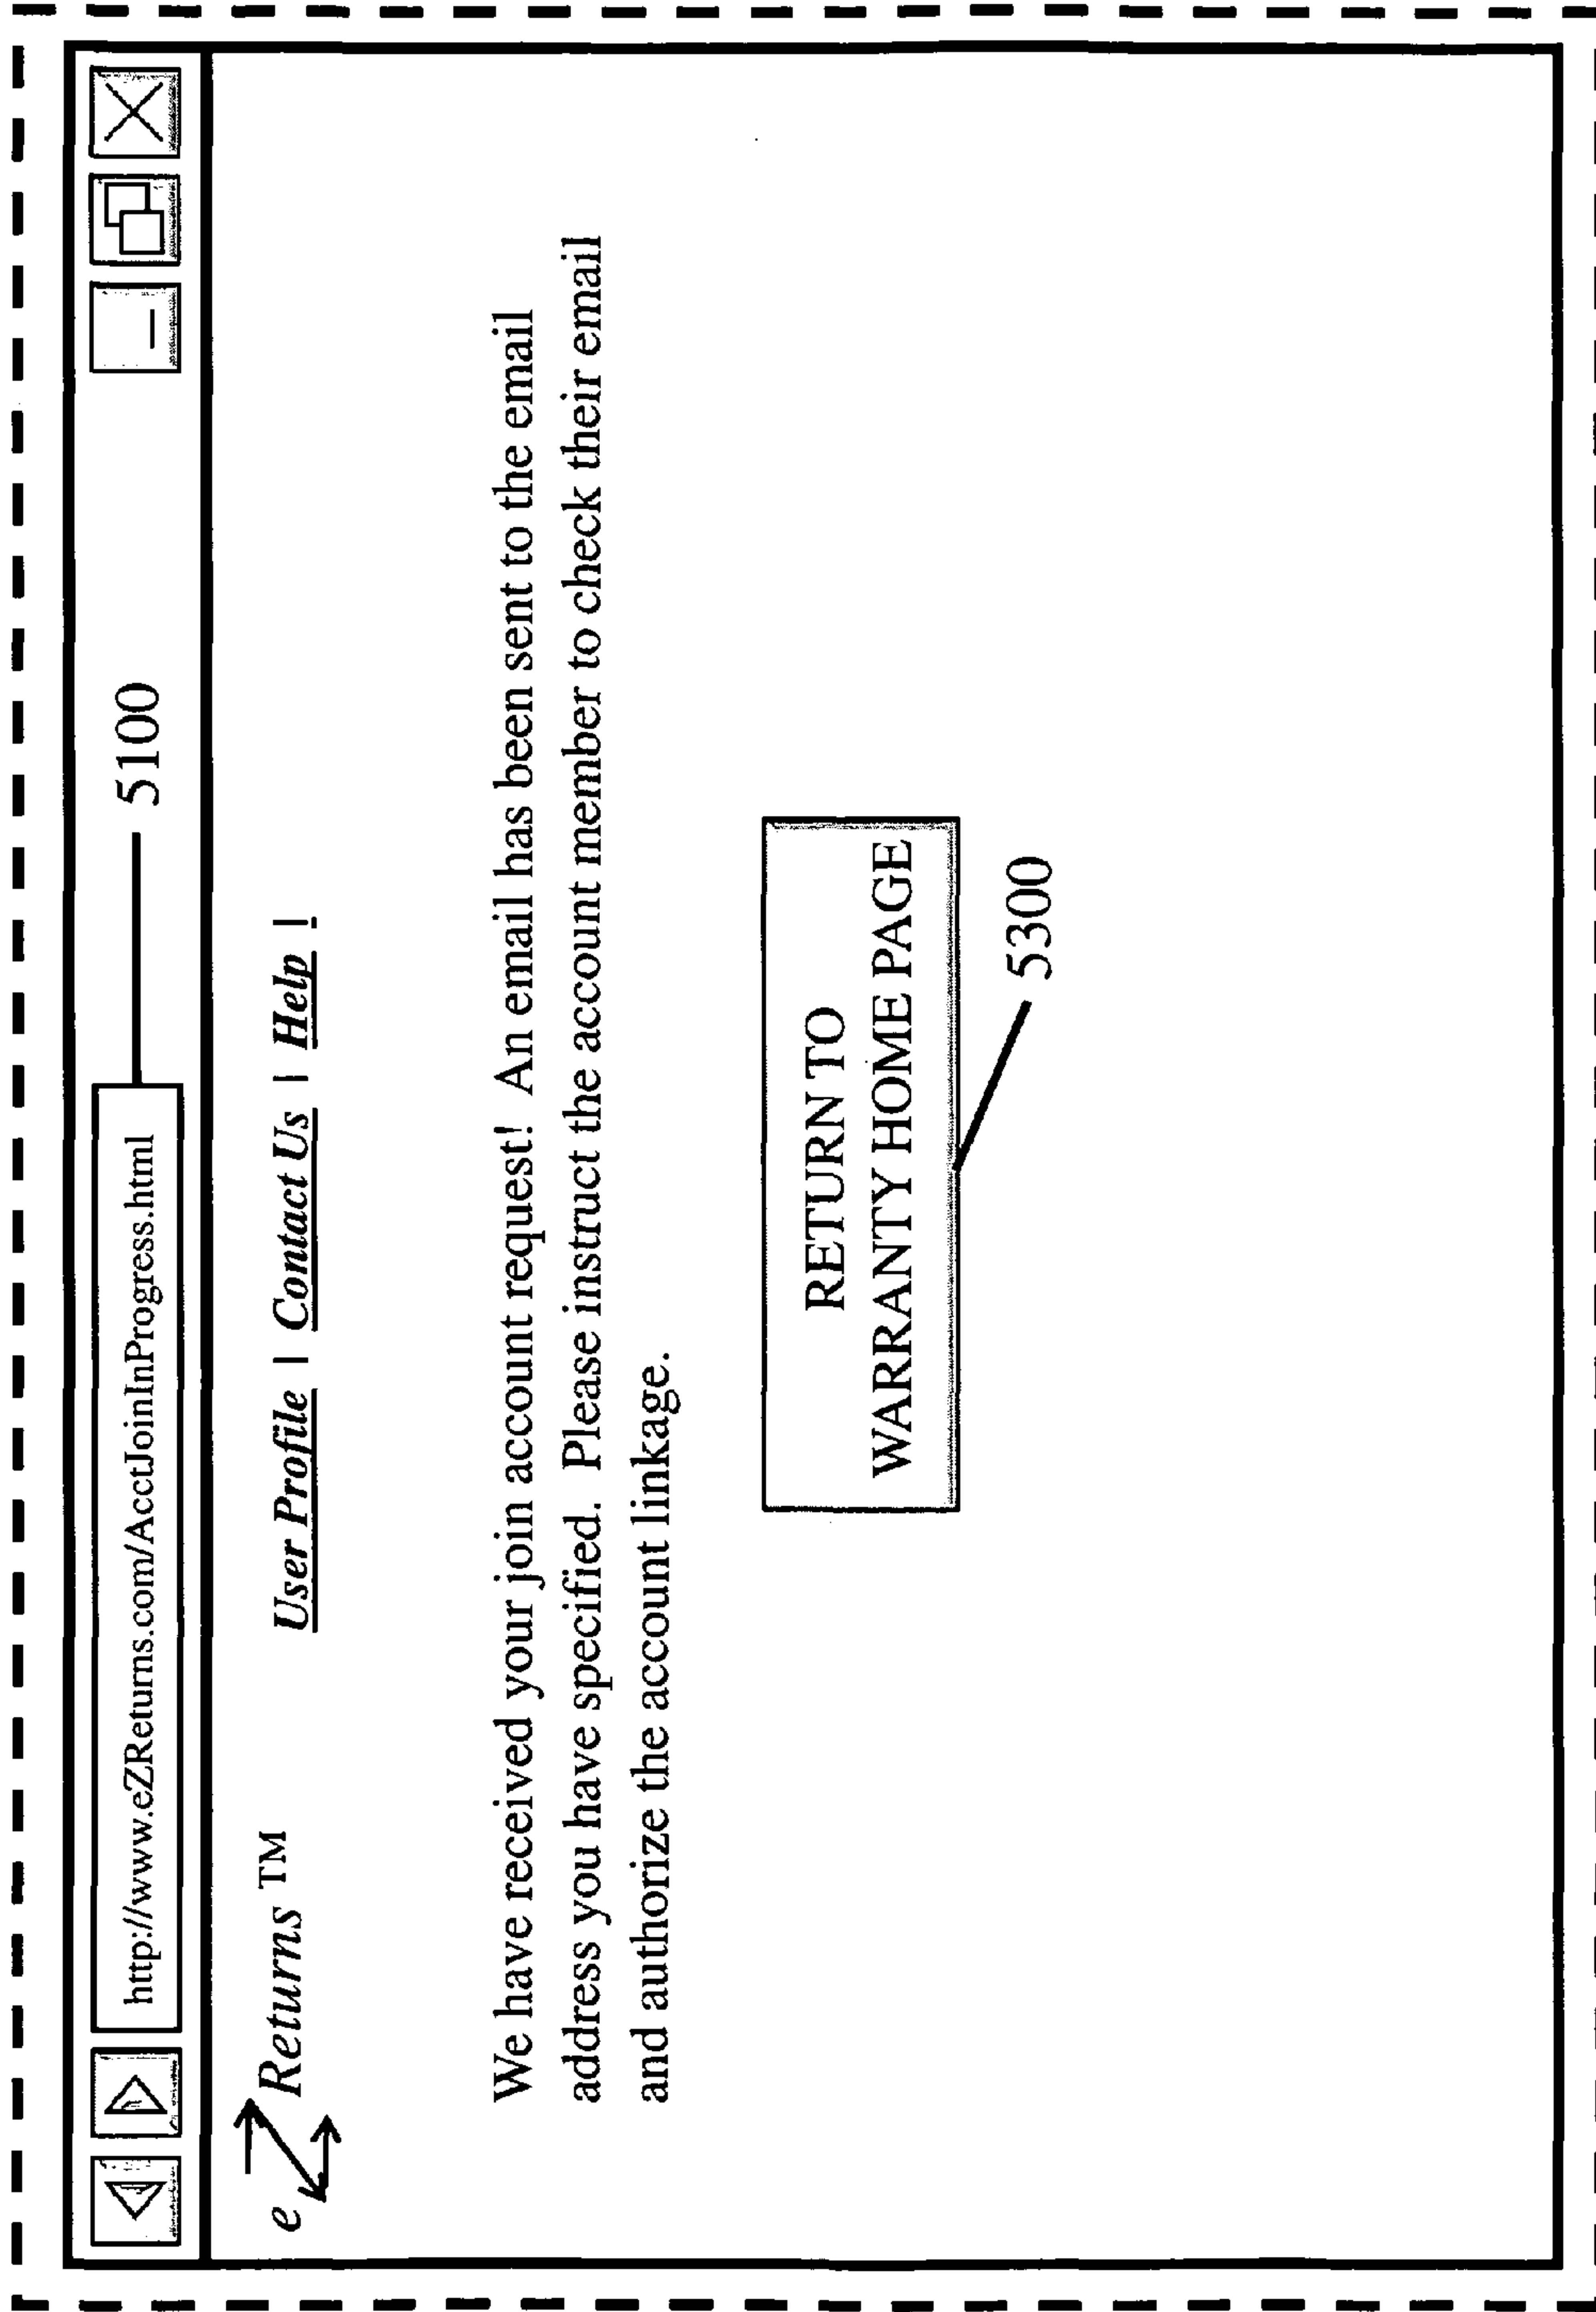 http://www.eZReturns.com/AcctJoinInProgress.html 5100
eZ Returns ™
User Profile | Contact Us | Help |
We have received your join account request! An email has been sent to the email
address you have specified. Please instruct the account member to check their email
and authorize the account linkage.
RETURN TO
WARRANTY HOME PAGE
5300